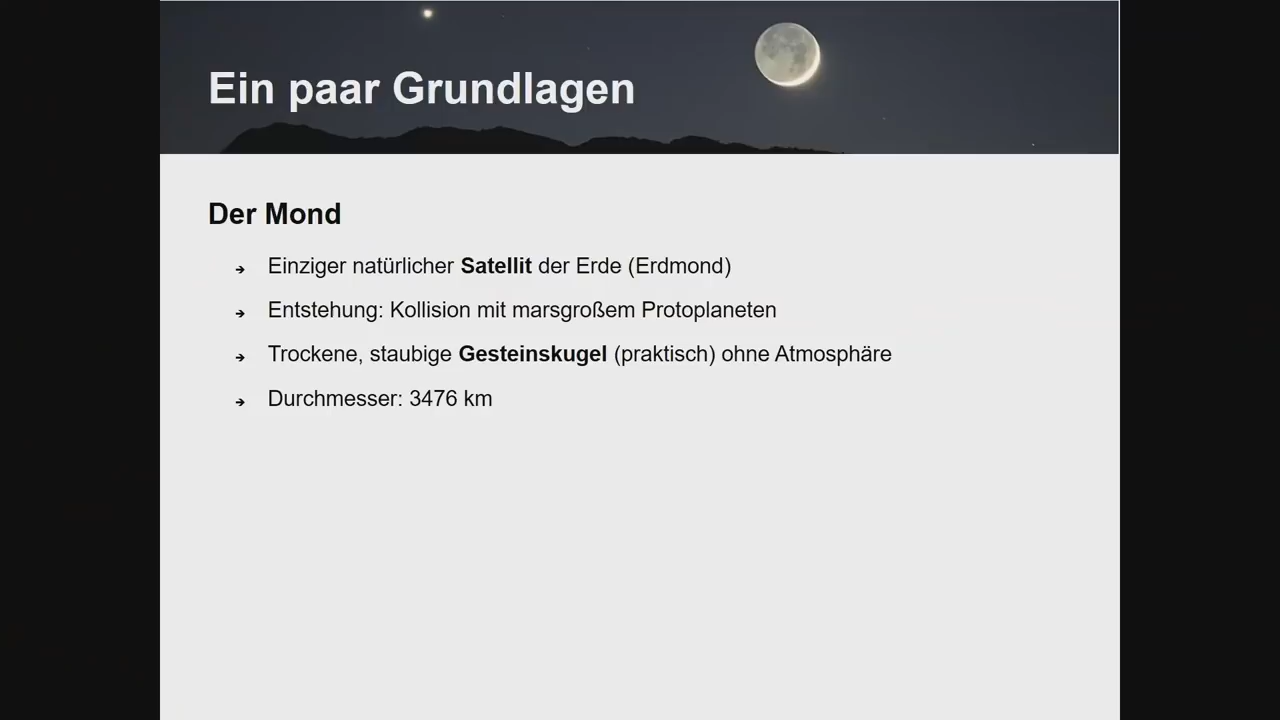 Ein paar Grundlagen
Der Mond
➔ Einziger natürlicher Satellit der Erde (Erdmond)
➔ Entstehung: Kollision mit marsgroßem Protoplaneten
➔ Trockene, staubige Gesteinskugel (praktisch) ohne Atmosphäre
➔ Durchmesser: 3476 km